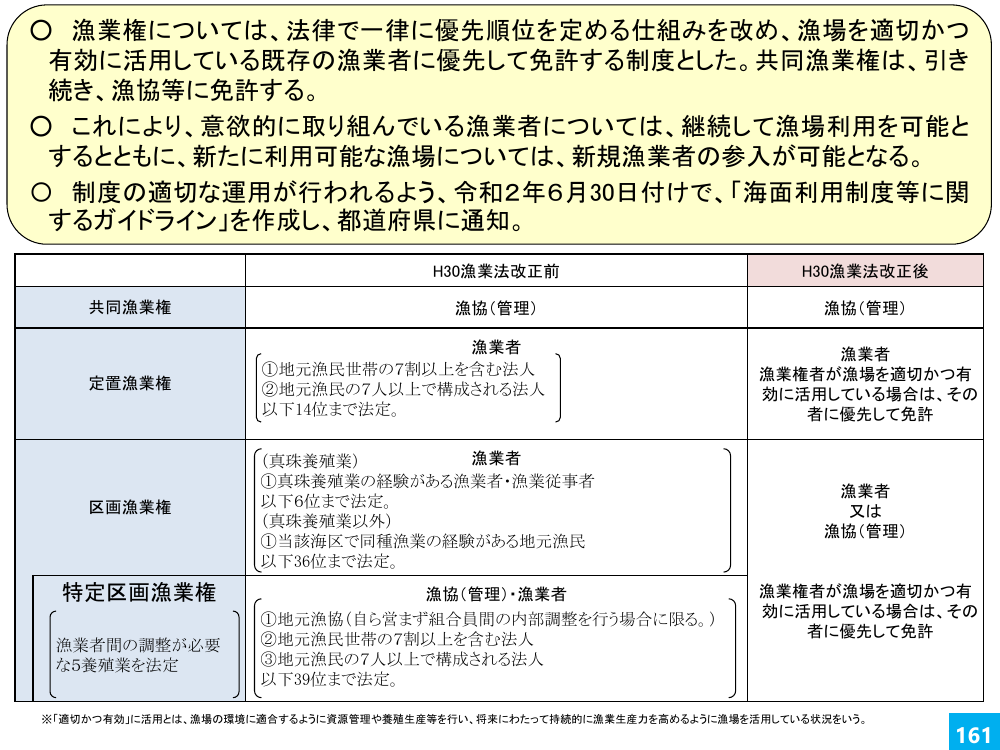 ○　漁業権については、法律で一律に優先順位を定める仕組みを改め、漁場を適切かつ
有効に活用している既存の漁業者に優先して免許する制度とした。共同漁業権は、引き
続き、漁協等に免許する。
○　これにより、意欲的に取り組んでいる漁業者については、継続して漁場利用を可能と
するとともに、新たに利用可能な漁場については、新規漁業者の参入が可能となる。
○　制度の適切な運用が行われるよう、令和２年６月30日付けで、「海面利用制度等に関
するガイドライン」を作成し、都道府県に通知。
H30漁業法改正前
H30漁業法改正後
共同漁業権
漁協（管理）
漁協（管理）
定置漁業権
漁業者
①地元漁民世帯の７割以上を含む法人
②地元漁民の７人以上で構成される法人
以下14位まで法定。
漁業者
漁業権者が漁場を適切かつ有
効に活用している場合は、その
者に優先して免許
区画漁業権
漁業者
（真珠養殖業）
①真珠養殖業の経験がある漁業者・漁業従事者
以下６位まで法定。
（真珠養殖業以外）
①当該海区で同種漁業の経験がある地元漁民
以下36位まで法定。
漁業者
又は
漁協（管理）
漁業権者が漁場を適切かつ有
効に活用している場合は、その
者に優先して免許
特定区画漁業権
漁業者間の調整が必要
な５養殖業を法定
漁協（管理）・漁業者
①地元漁協（自ら営まず組合員間の内部調整を行う場合に限る。）
②地元漁民世帯の７割以上を含む法人
③地元漁民の７人以上で構成される法人
以下39位まで法定。
※「適切かつ有効」に活用とは、漁場の環境に適合するように資源管理や養殖生産等を行い、将来にわたって持続的に漁業生産力を高めるように漁場を活用している状況をいう。
161